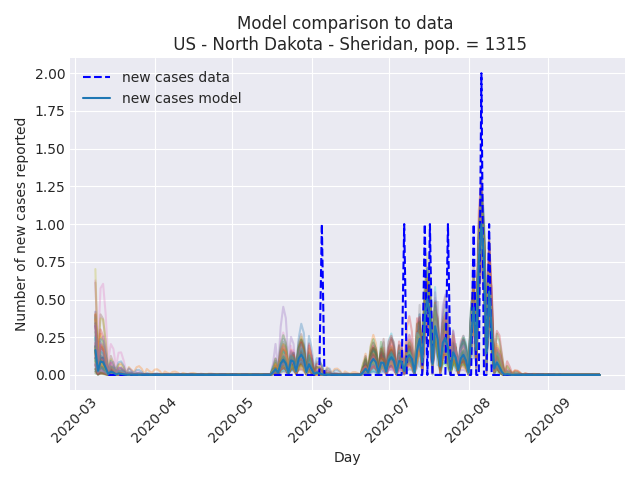 Model comparison to data
US - North Dakota - Sheridan, pop. = 1315
new cases data
new cases model
Number of new cases reported
2.00
1.75
1.50
1.25
1.00
0.75
0.50
0.25
0.00
2020-03
2020-04
2020-05
2020-06
2020-07
2020-08
2020-09
Day